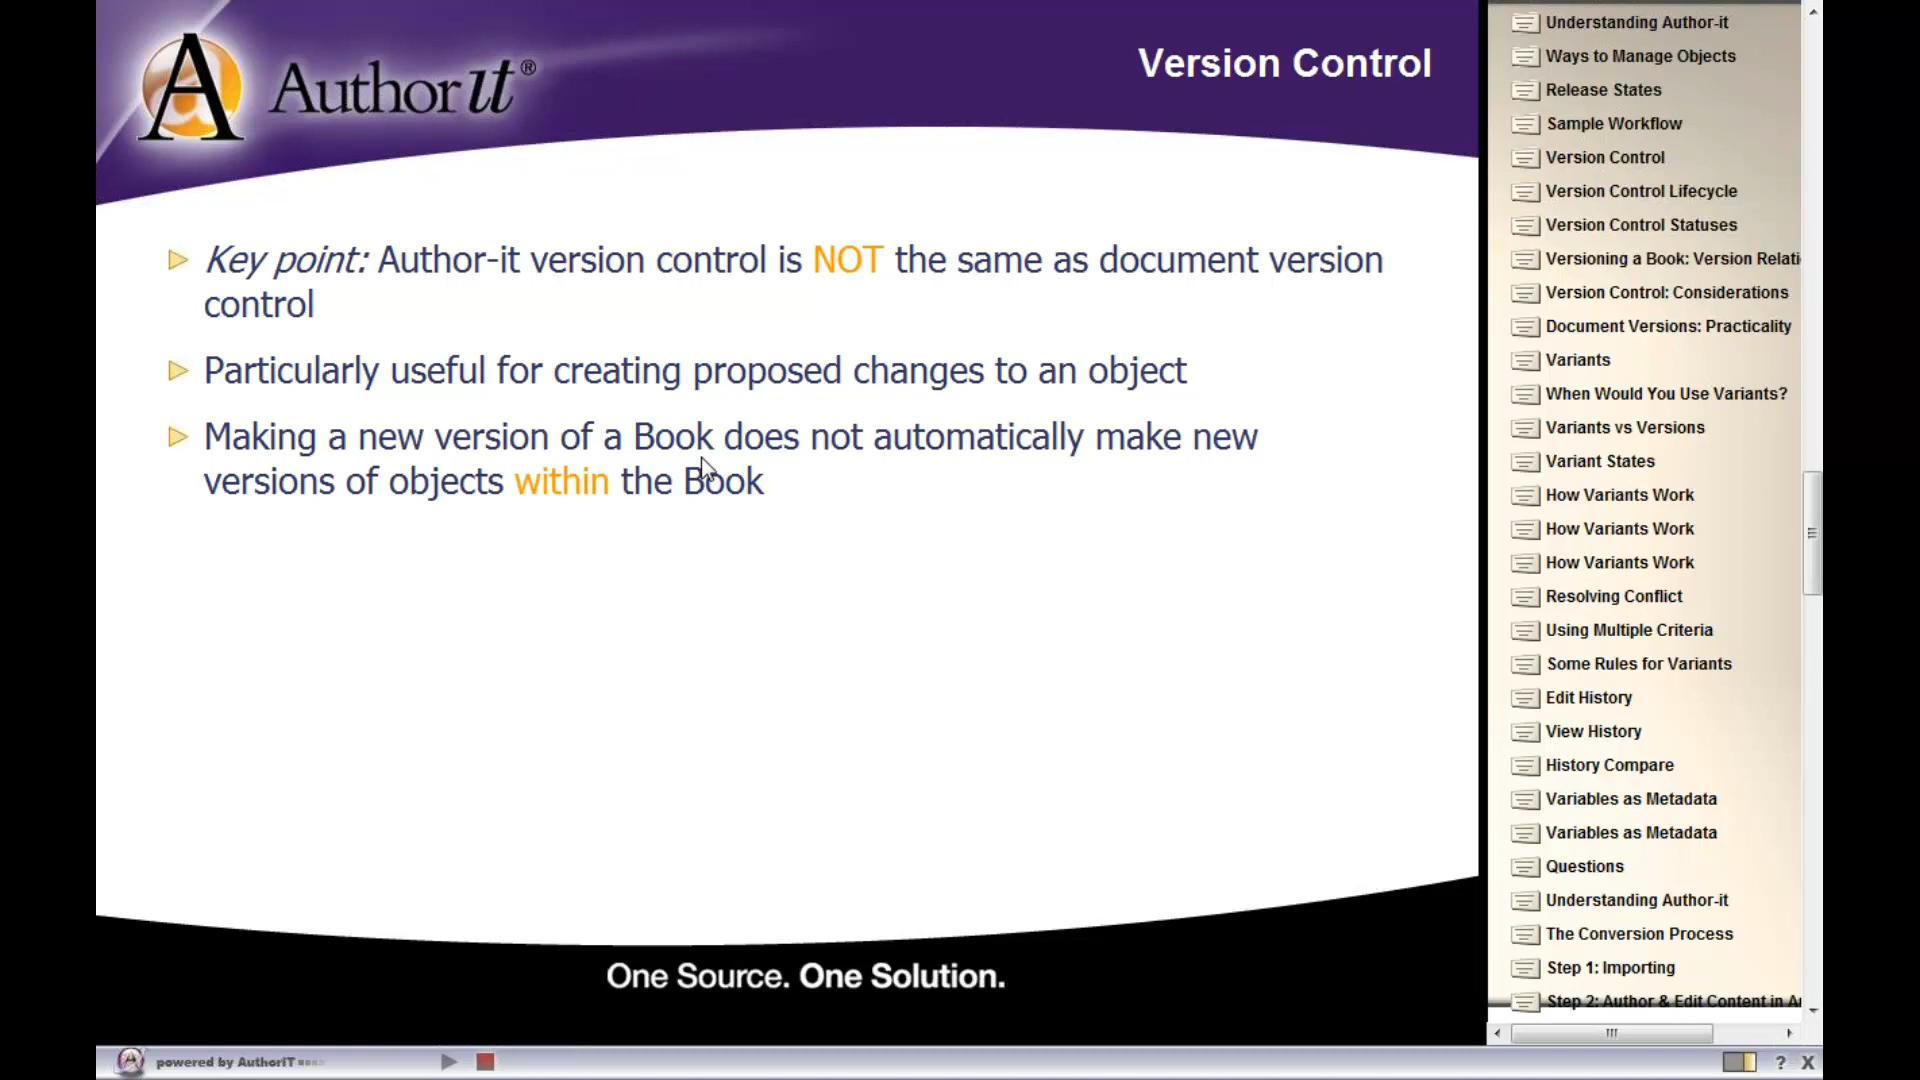 Author it®
Version Control
Key point: Author-it version control is NOT the same as document version
control
Particularly useful for creating proposed changes to an object
Making a new version of a Book does not automatically make new
versions of objects within the Book
One Source. One Solution.
Understanding Author-it
Ways to Manage Objects
Release States
Sample Workflow
Version Control
Version Control Lifecycle
Version Control Statuses
Versioning a Book: Version Relati
Version Control: Considerations
Document Versions: Practicality
Variants
When Would You Use Variants?
Variants vs Versions
Variant States
How Variants Work
How Variants Work
How Variants Work
Resolving Conflict
Using Multiple Criteria
Some Rules for Variants
Edit History
View History
History Compare
Variables as Metadata
Variables as Metadata
Questions
Understanding Author-it
The Conversion Process
Step 1: Importing
Step 2: Author & Edit Content in A
powered by AuthorIT
? X